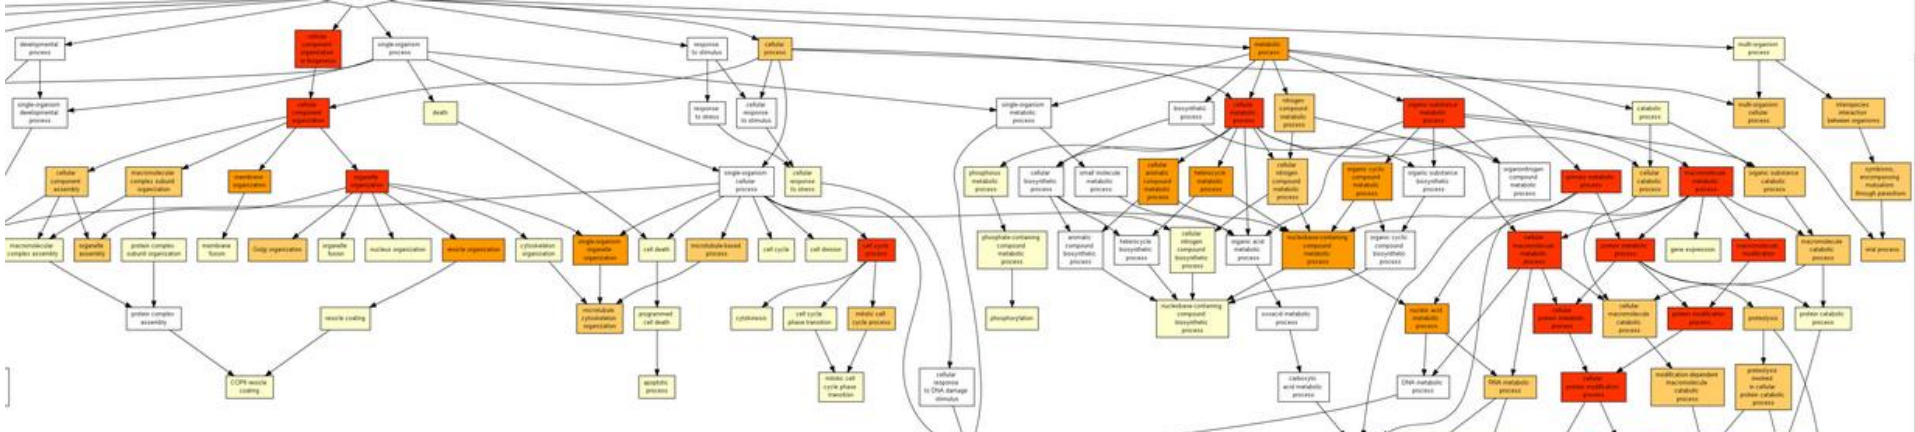 developmental
process
cellular
component
organization
or biogenesis
single-organism
process
response
to stimulus
cellular
process
metabolic
process
multi-organism
process
single-organism
developmental
process
cellular
component
organization
death
response
to stress
cellular
response
to stimulus
single-organism
metabolic
process
biosynthetic
process
cellular
metabolic
process
nitrogen
compound
metabolic
process
organic substance
metabolic
process
catabolic
process
multi-organism
cellular
process
interspecies
interaction
between organisms
cellular
component
assembly
macromolecular
complex subunit
organization
membrane
organization
organelle
organization
single-organism
cellular
process
cellular
response
to stress
phosphorus
metabolic
process
cellular
biosynthetic
process
small molecule
metabolic
process
cellular
aromatic
compound
metabolic
process
heterocycle
metabolic
process
cellular
nitrogen
compound
metabolic
process
organic cyclic
compound
metabolic
process
organic substance
biosynthetic
process
organonitrogen
compound
metabolic
process
primary metabolic
process
cellular
catabolic
process
macromolecule
metabolic
process
organic substance
catabolic
process
symbiosis,
encompassing
mutualism
through parasitism
macromolecular
complex assembly
organelle
assembly
protein complex
subunit organization
membrane
fusion
Golgi organization
organelle
fusion
nucleus organization
vesicle organization
cytoskeleton
organization
single-organism
organelle
organization
cell death
microtubule-based
process
cell cycle
cell division
cell cycle
process
phosphate-containing
compound
metabolic
process
aromatic
compound
biosynthetic
process
heterocycle
biosynthetic
process
cellular
nitrogen
compound
biosynthetic
process
organic acid
metabolic
process
nucleobase-containing
compound
metabolic
process
organic cyclic
compound
biosynthetic
process
cellular
macromolecule
metabolic
process
protein metabolic
process
gene expression
macromolecule
modification
macromolecule
catabolic
process
viral process
protein complex
assembly
vesicle coating
microtubule
cytoskeleton
organization
programmed
cell death
cytokinesis
cell cycle
phase transition
mitotic cell
cycle process
phosphorylation
nucleobase-containing
compound
biosynthetic
process
oxoacid metabolic
process
nucleic acid
metabolic
process
cellular
protein metabolic
process
cellular
macromolecule
catabolic
process
protein modification
process
proteolysis
protein catabolic
process
COPII vesicle
coating
apoptotic
process
mitotic cell
cycle phase
transition
cellular
response
to DNA damage
stimulus
carboxylic
acid metabolic
process
DNA metabolic
process
RNA metabolic
process
cellular
protein modification
process
modification-dependent
macromolecule
catabolic
process
proteolysis
involved
in cellular
protein catabolic
process